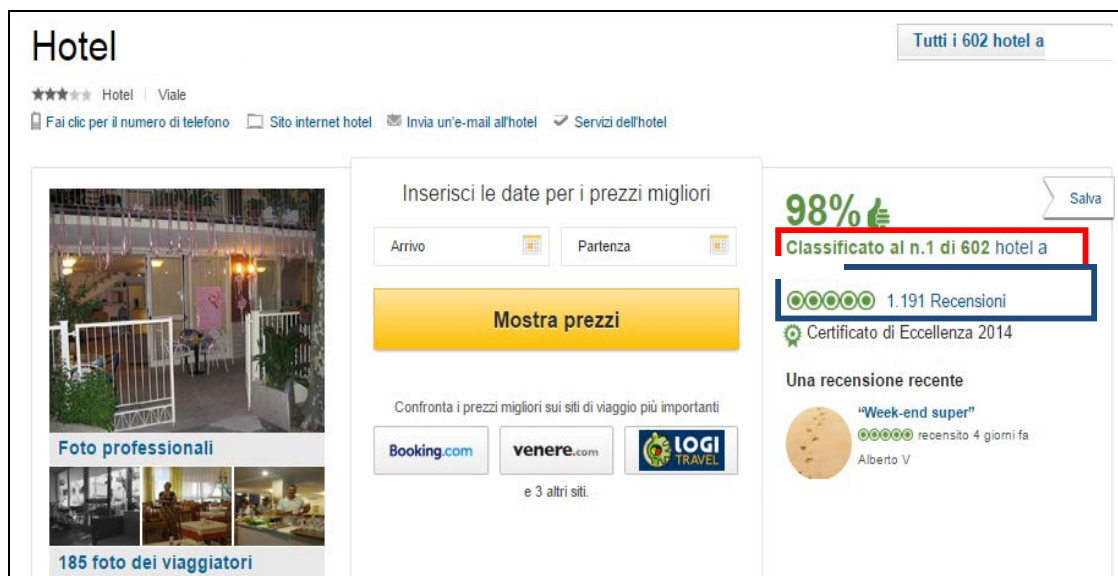 Hotel
Tutti i 602 hotel a
Hotel Viale
Fai clic per il numero di telefono Sito internet hotel Invia un'e-mail all'hotel Servizi dell'hotel
Foto professionali
185 foto dei viaggiatori
Inserisci le date per i prezzi migliori
Arrivo Partenza
Mostra prezzi
Confronta i prezzi migliori sui siti di viaggio più importanti
Booking.com venere.com LOGI TRAVEL
e 3 altri siti.
98%
Salva
Classificato al n.1 di 602 hotel a
1.191 Recensioni
Certificato di Eccellenza 2014
Una recensione recente
“Week-end super”
recensito 4 giorni fa
Alberto V